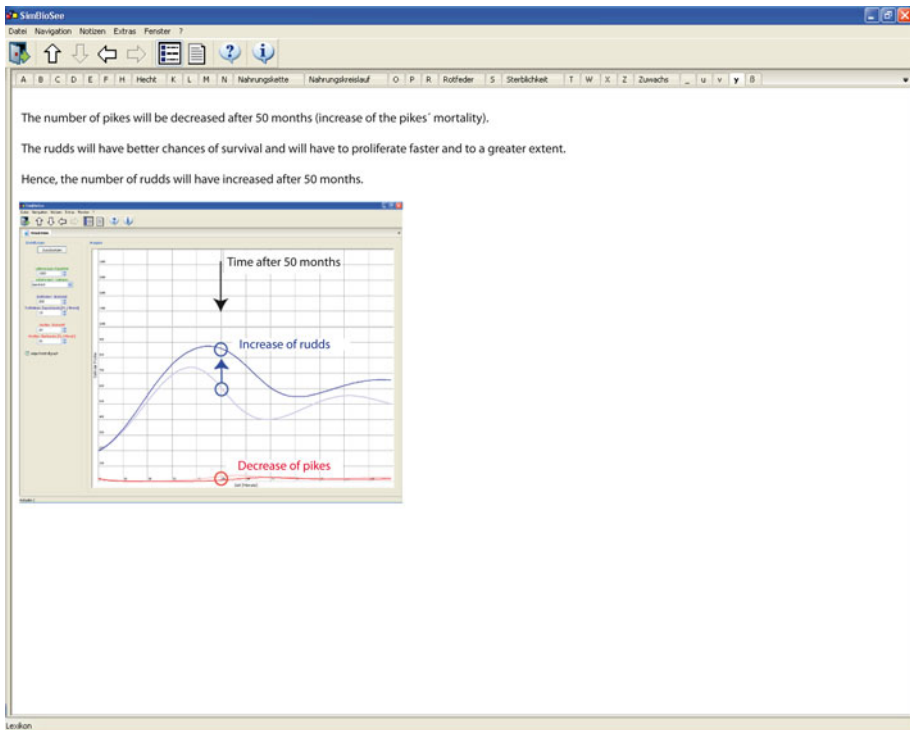 SimBioSee
Datei Navigation Notizen Extras Fenster ?
A B C D E F H Hecht K L M N Nahrungskette Nahrungskreislauf O P R Rotfeder S Sterblichkeit T W X Z Zuwachs _ u v y ß
The number of pikes will be decreased after 50 months (increase of the pikes´ mortality).
The rudds will have better chances of survival and will have to proliferate faster and to a greater extent.
Hence, the number of rudds will have increased after 50 months.
Time after 50 months
Increase of rudds
Decrease of pikes
Lexikon